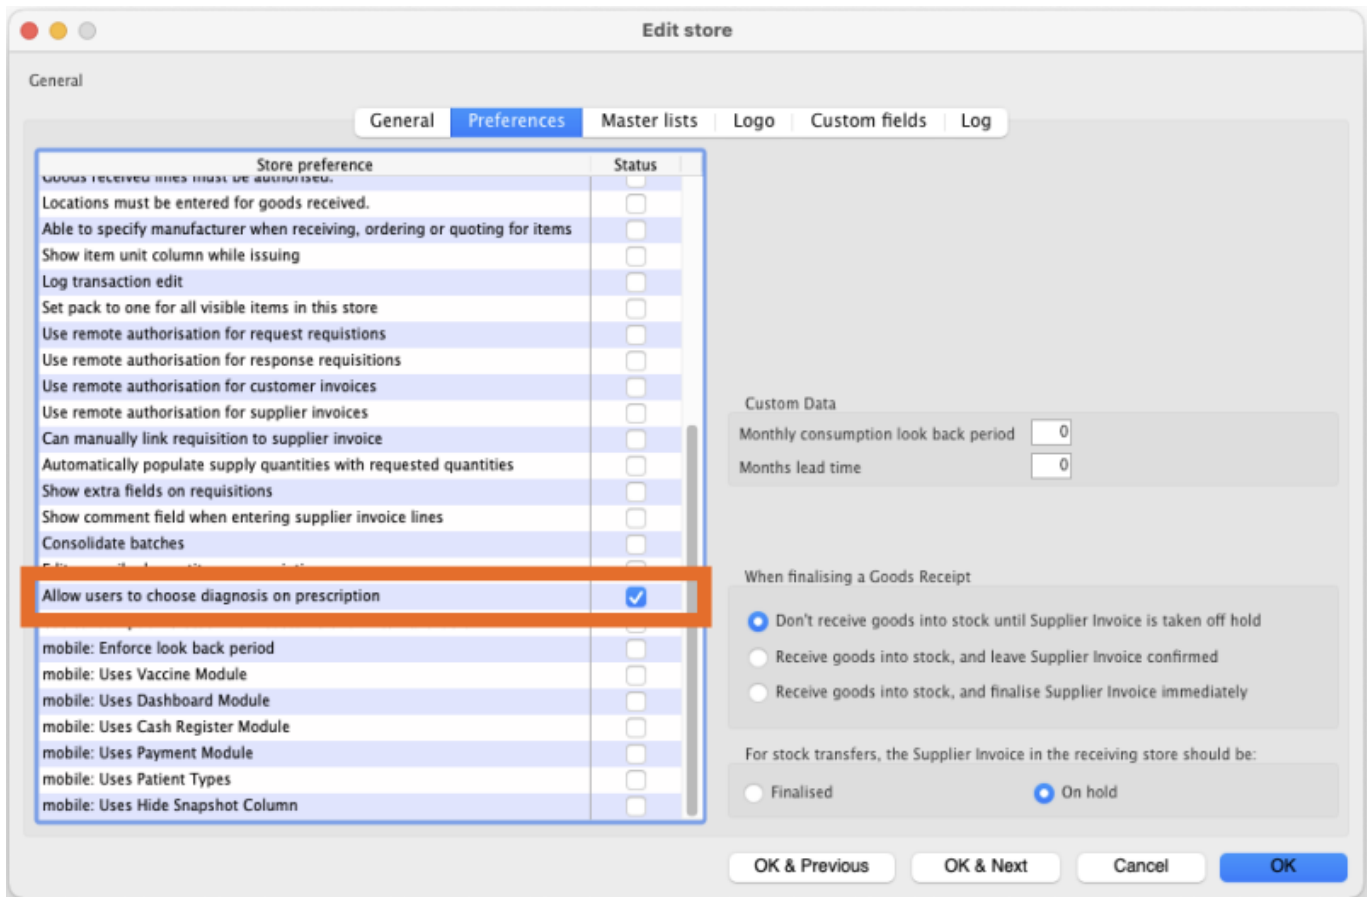 Edit store
General
General Preferences Master lists Logo Custom fields Log
Store preference Status
Goods received lines must be authorised.
Locations must be entered for goods received.
Able to specify manufacturer when receiving, ordering or quoting for items
Show item unit column while issuing
Log transaction edit
Set pack to one for all visible items in this store
Use remote authorisation for request requistions
Use remote authorisation for response requisitions
Use remote authorisation for customer invoices
Use remote authorisation for supplier invoices
Can manually link requisition to supplier invoice
Automatically populate supply quantities with requested quantities
Show extra fields on requisitions
Show comment field when entering supplier invoice lines
Consolidate batches
Allow users to choose diagnosis on prescription
mobile: Enforce look back period
mobile: Uses Vaccine Module
mobile: Uses Dashboard Module
mobile: Uses Cash Register Module
mobile: Uses Payment Module
mobile: Uses Patient Types
mobile: Uses Hide Snapshot Column
Custom Data
Monthly consumption look back period 0
Months lead time 0
When finalising a Goods Receipt
Don't receive goods into stock until Supplier Invoice is taken off hold
Receive goods into stock, and leave Supplier Invoice confirmed
Receive goods into stock, and finalise Supplier Invoice immediately
For stock transfers, the Supplier Invoice in the receiving store should be:
Finalised On hold
OK & Previous OK & Next Cancel OK